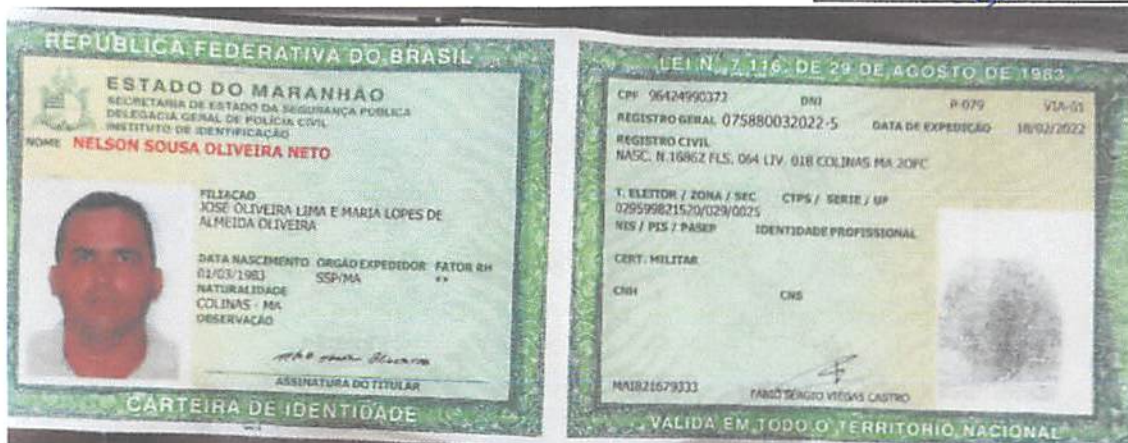 REPÚBLICA FEDERATIVA DO BRASIL
ESTADO DO MARANHÃO
SECRETARIA DE ESTADO DA SEGURANÇA PÚBLICA
DELEGACIA GERAL DE POLÍCIA CIVIL
INSTITUTO DE IDENTIFICAÇÃO
NOME NELSON SOUSA OLIVEIRA NETO
FILIAÇÃO
JOSÉ OLIVEIRA LIMA E MARIA LOPES DE
ALMEIDA OLIVEIRA
DATA NASCIMENTO ORGÃO EXPEDIDOR FATOR RH
01/03/1983 SSP/MA **
NATURALIDADE
COLINAS - MA
OBSERVAÇÃO
ASSINATURA DO TITULAR
CARTEIRA DE IDENTIDADE
LEI N. 7.116, DE 29 DE AGOSTO DE 1983
CPF 96424990373 DNI P-079 VIA-01
REGISTRO GERAL 075880032022-5 DATA DE EXPEDIÇÃO 18/02/2022
REGISTRO CIVIL
NASC. N.16862 FLS. 064 LIV. 018 COLINAS MA 2OFC
T. ELEITOR / ZONA / SEC CTPS / SERIE / UF
029599821520/029/0025
NIS / PIS / PASEP IDENTIDADE PROFISSIONAL
CERT. MILITAR
CNH CNS
MA1821679333 FABIO SERGIO VIEGAS CASTRO
VALIDA EM TODO O TERRITORIO NACIONAL